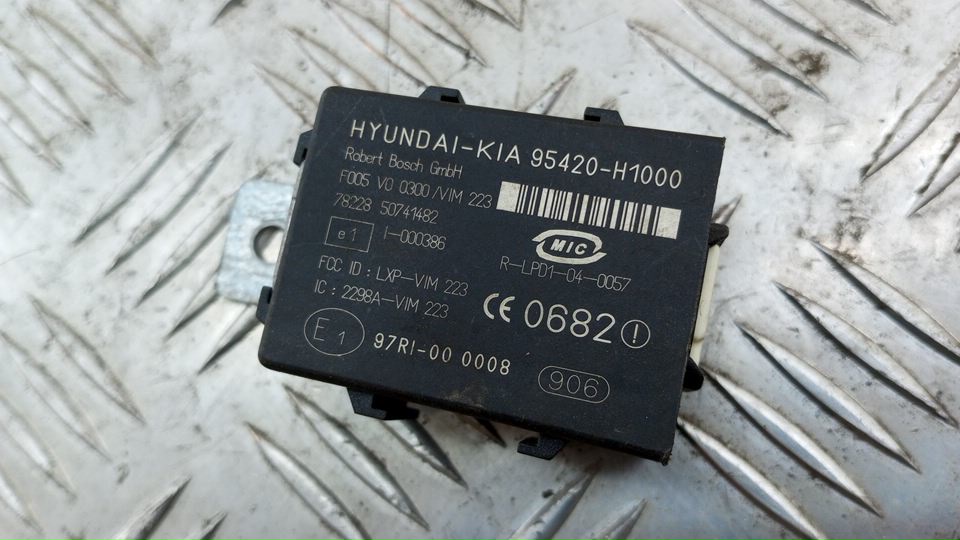 HYUNDAI-KIA 95420-H1000
Robert Bosch GmbH
F005 V0 0300/VIM 223
78228 50741482
e1 I-000386
MIC
R-LPD1-04-0057
FCC ID : LXP-VIM 223
IC : 2298A-VIM 223
CE 0682 !
E1 97RI-00 0008
906